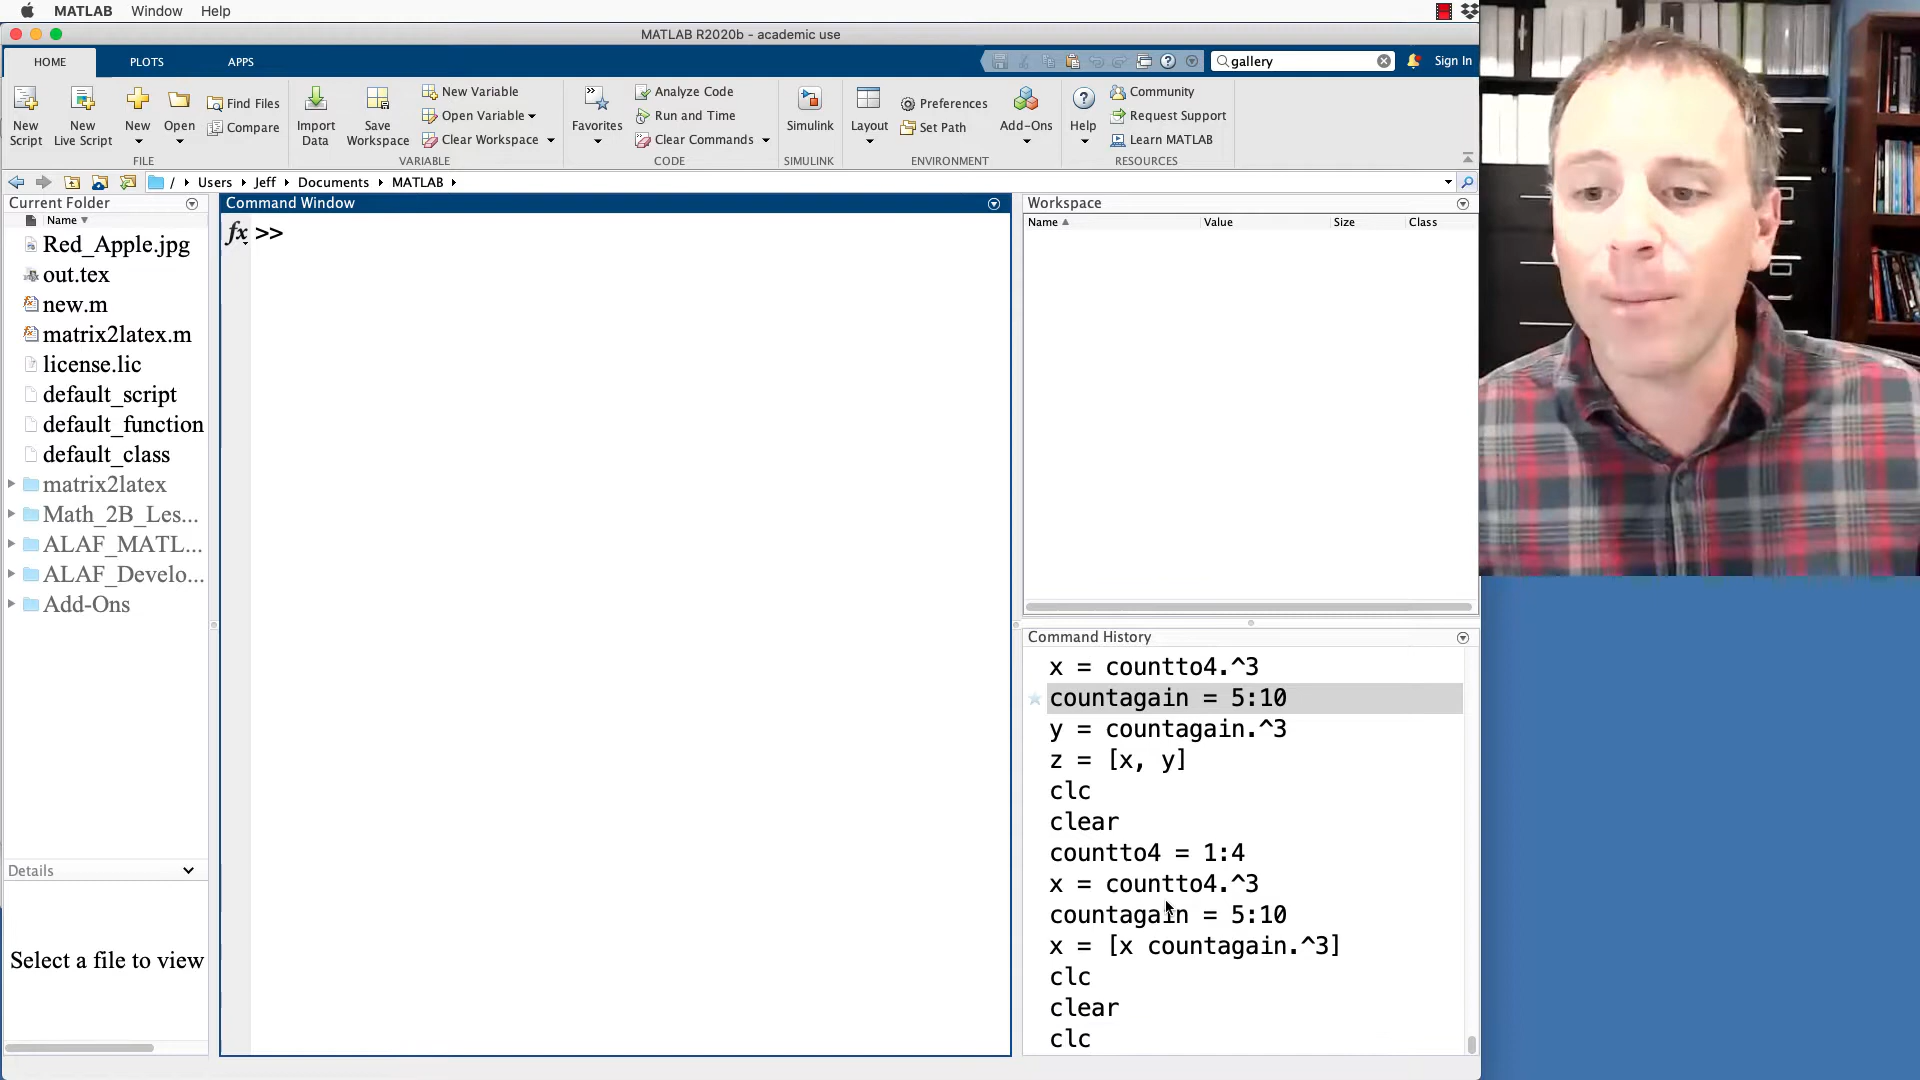 MATLAB Window Help
MATLAB R2020b - academic use
HOME PLOTS APPS
gallery
Sign In
New Script
New Live Script
New
Open
Find Files
Compare
FILE
Import Data
Save Workspace
New Variable
Open Variable
Clear Workspace
VARIABLE
Favorites
Analyze Code
Run and Time
Clear Commands
CODE
Simulink
SIMULINK
Layout
Preferences
Set Path
Add-Ons
ENVIRONMENT
Help
Community
Request Support
Learn MATLAB
RESOURCES
/ Users Jeff Documents MATLAB
Current Folder
Name
Red_Apple.jpg
out.tex
new.m
matrix2latex.m
license.lic
default_script
default_function
default_class
matrix2latex
Math_2B_Les...
ALAF_MATL...
ALAF_Develo...
Add-Ons
Details
Select a file to view
Command Window
fx >>
Workspace
Name Value Size Class
Command History
x = countto4.^3
countagain = 5:10
y = countagain.^3
z = [x, y]
clc
clear
countto4 = 1:4
x = countto4.^3
countagain = 5:10
x = [x countagain.^3]
clc
clear
clc